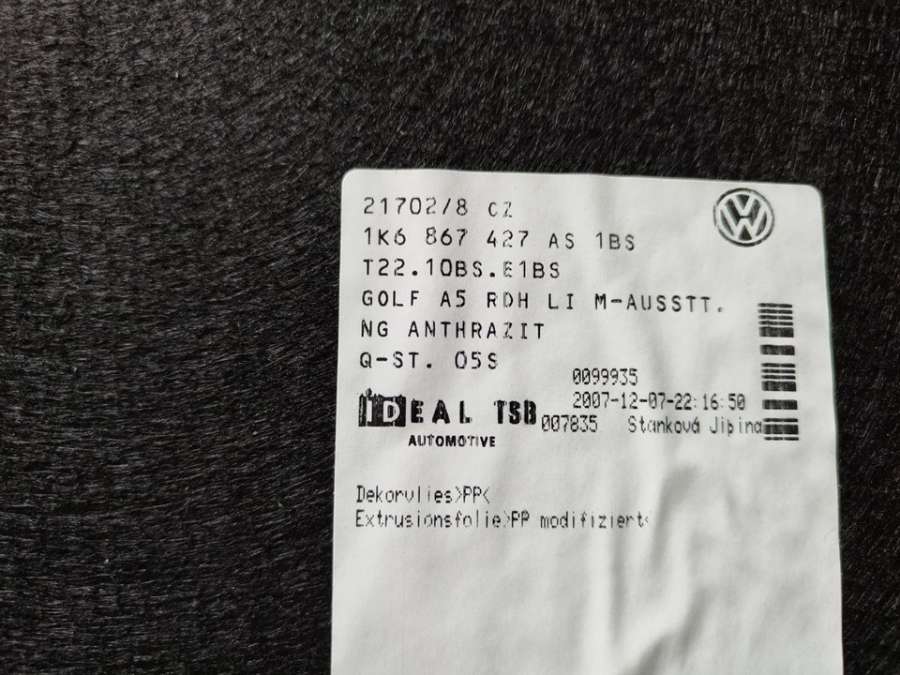 21702/8 CZ
1K6 867 427 AS 1BS
T22.10BS.E1BS
GOLF A5 RDH LI M-AUSSTT.
NG ANTHRAZIT
Q-ST. 05S
0099935
2007-12-07-22:16:50
IDEAL TSB
007835 Stanková Jiřina
AUTOMOTIVE
Dekorvlies>PP<
Extrusionsfolie>PP modifiziert<
VW